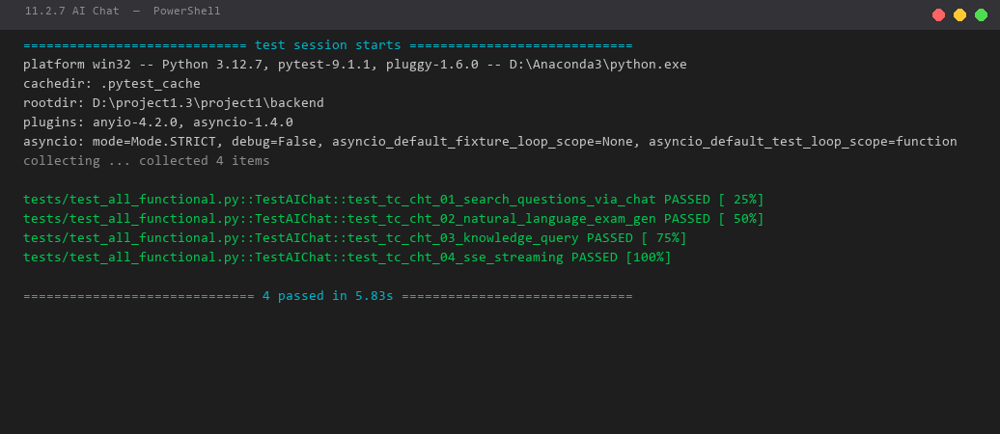 11.2.7 AI Chat — PowerShell
============================= test session starts =============================
platform win32 -- Python 3.12.7, pytest-9.1.1, pluggy-1.6.0 -- D:\Anaconda3\python.exe
cachedir: .pytest_cache
rootdir: D:\project1.3\project1\backend
plugins: anyio-4.2.0, asyncio-1.4.0
asyncio: mode=Mode.STRICT, debug=False, asyncio_default_fixture_loop_scope=None, asyncio_default_test_loop_scope=function
collecting ... collected 4 items
tests/test_all_functional.py::TestAIChat::test_tc_cht_01_search_questions_via_chat PASSED [ 25%]
tests/test_all_functional.py::TestAIChat::test_tc_cht_02_natural_language_exam_gen PASSED [ 50%]
tests/test_all_functional.py::TestAIChat::test_tc_cht_03_knowledge_query PASSED [ 75%]
tests/test_all_functional.py::TestAIChat::test_tc_cht_04_sse_streaming PASSED [100%]
============================== 4 passed in 5.83s ==============================